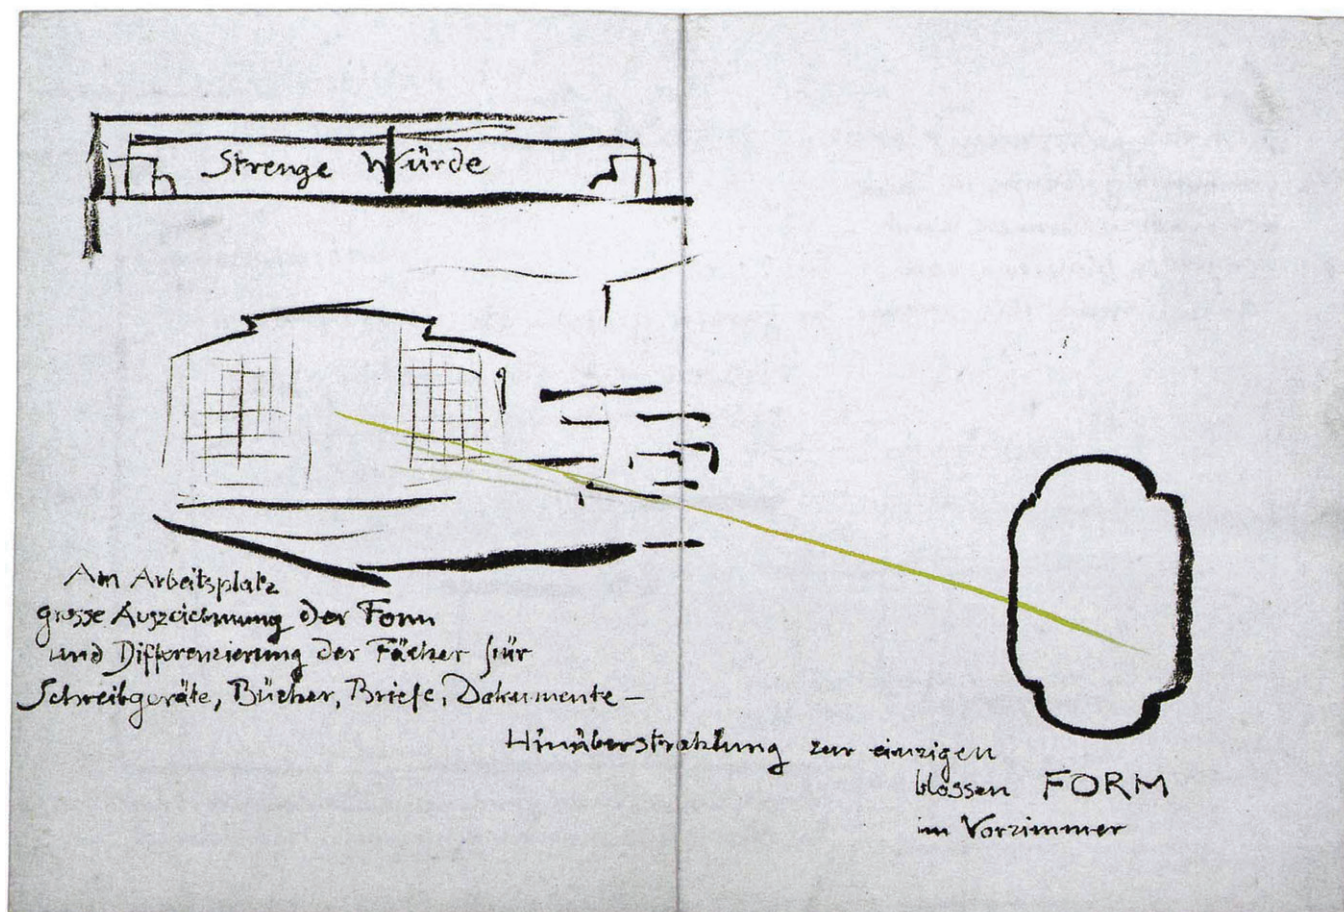 Strenge Würde
Am Arbeitsplatz
grosse Auszeichnung der Form
und Differenzierung der Fächer für
Schreibgeräte, Bücher, Briefe, Dokumente –
Hinüberstrahlung zur einzigen
blossen FORM
im Vorzimmer